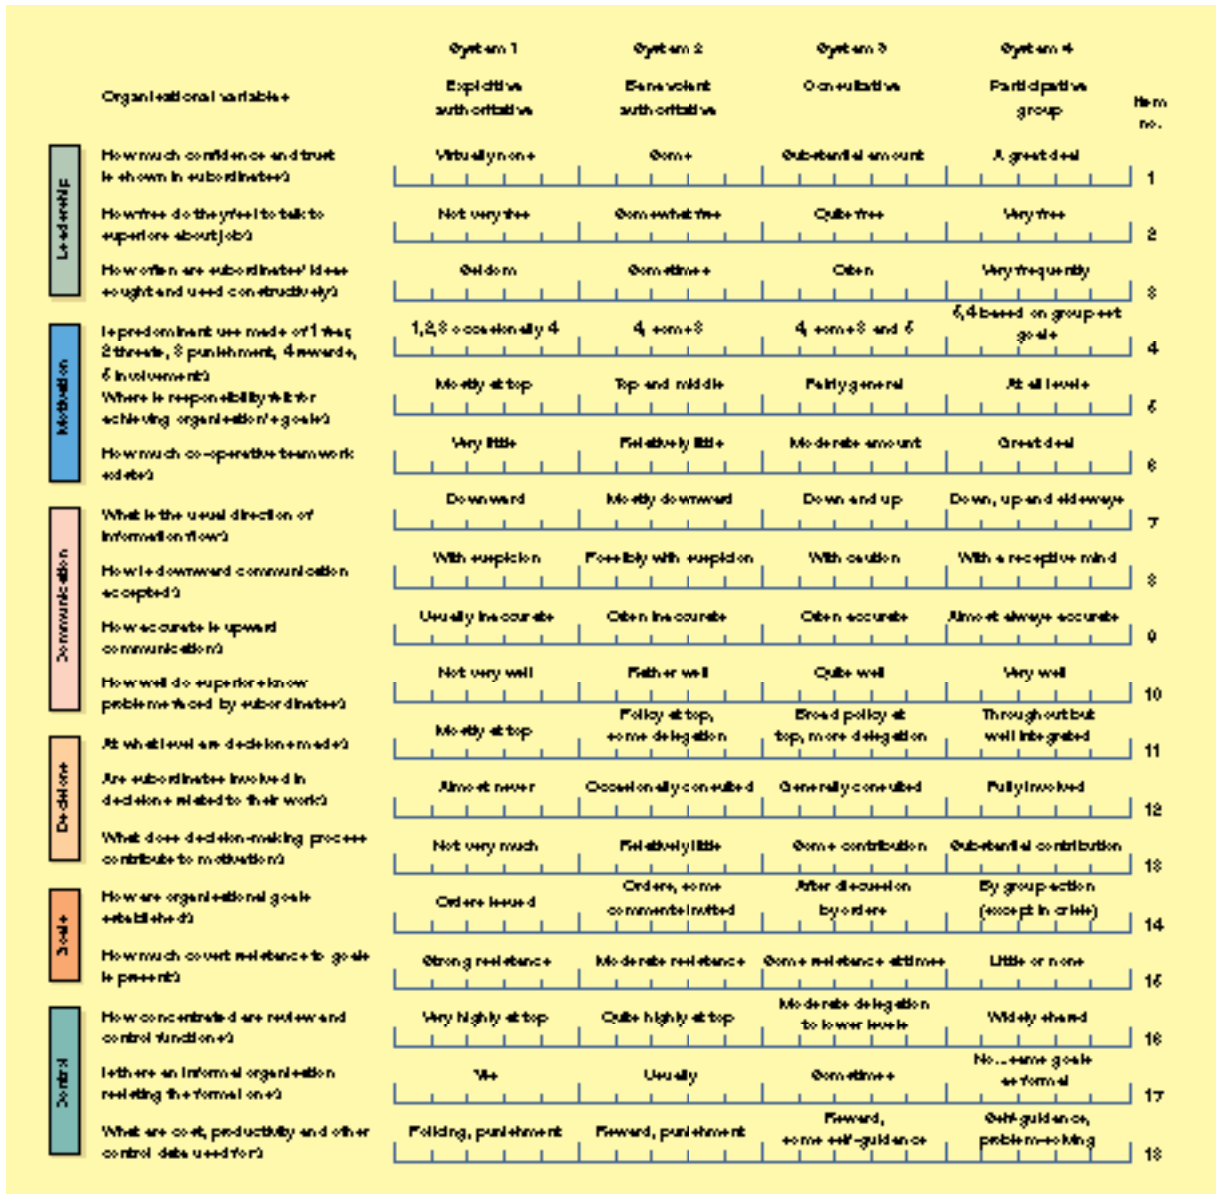 System 1
System 2
System 3
System 4
Organisational variables
Exploitive
authoritative
Benevolent
authoritative
Consultative
Participative
group
Item
no.
Leadership
How much confidence and trust
is shown in subordinates?
Virtually none
Some
Substantial amount
A great deal
1
How free do they feel to talk to
superiors about job?
Not very free
Somewhat free
Quite free
Very free
2
How often are subordinates' ideas
sought and used constructively?
Seldom
Sometimes
Often
Very frequently
3
Motivation
Is predominant use made of 1 fear,
2 threats, 3 punishment, 4 rewards,
5 involvement?
1,2,3 occasionally 4
4, some 3
4, some 3 and 5
5,4 based on group set
goals
4
Where is responsibility felt for
achieving organisation's goals?
Mostly at top
Top and middle
Fairly general
At all levels
5
How much co-operative teamwork
exists?
Very little
Relatively little
Moderate amount
Great deal
6
Communication
What is the usual direction of
information flow?
Downward
Mostly downward
Down and up
Down, up and sideways
7
How is downward communication
accepted?
With suspicion
Possibly with suspicion
With caution
With a receptive mind
8
How accurate is upward
communication?
Usually inaccurate
Often inaccurate
Often accurate
Almost always accurate
9
How well do superiors know
problems faced by subordinates?
Not very well
Rather well
Quite well
Very well
10
Decisions
At what level are decisions made?
Mostly at top
Policy at top,
some delegation
Broad policy at
top, more delegation
Throughout but
well integrated
11
Are subordinates involved in
decisions related to their work?
Almost never
Occasionally consulted
Generally consulted
Fully involved
12
What does decision-making process
contribute to motivation?
Not very much
Relatively little
Some contribution
Substantial contribution
13
Goals
How are organisational goals
established?
Orders issued
Orders, some
comments invited
After discussion
by orders
By group action
(except in crisis)
14
How much covert resistance to goals
is present?
Strong resistance
Moderate resistance
Some resistance at times
Little or none
15
Control
How concentrated are review and
control functions?
Very highly at top
Quite highly at top
Moderate delegation
to lower levels
Widely shared
16
Is there an informal organisation
resisting the formal one?
Yes
Usually
Sometimes
No...same goals
as formal
17
What are cost, productivity and other
control data used for?
Policing, punishment
Reward, punishment
Reward,
some self-guidance
Self-guidance,
problem-solving
18